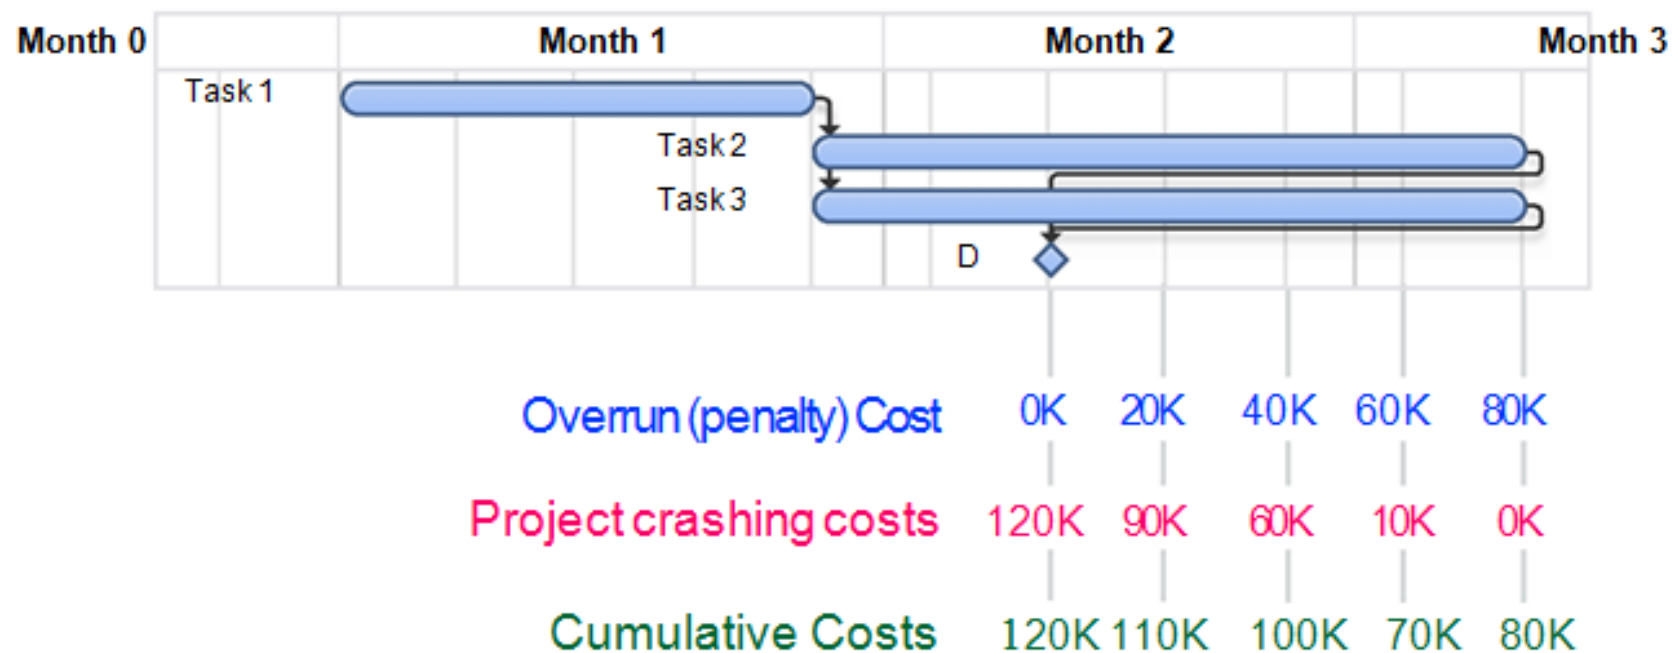 Month 0 Month 1 Month 2 Month 3
Task 1
Task 2
Task 3
D
Overrun (penalty) Cost 0K 20K 40K 60K 80K
Project crashing costs 120K 90K 60K 10K 0K
Cumulative Costs 120K 110K 100K 70K 80K